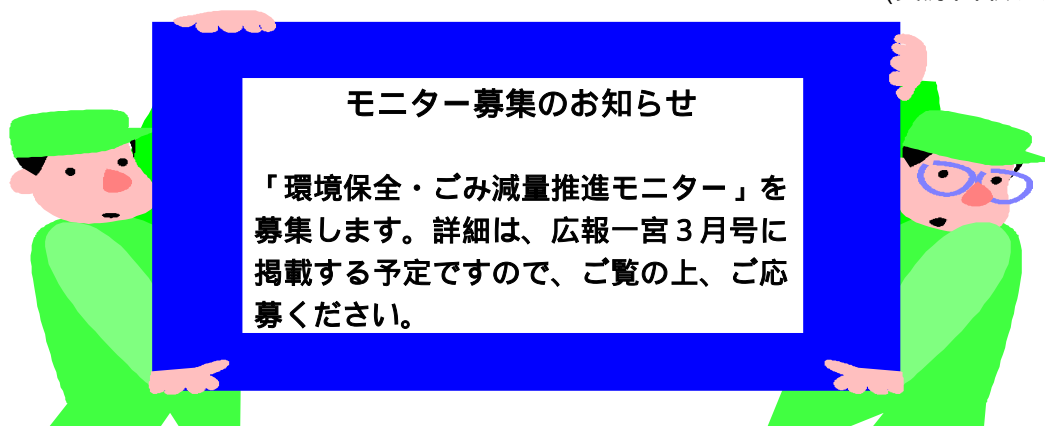 モニター募集のお知らせ
「環境保全・ごみ減量推進モニター」を
募集します。詳細は、広報一宮３月号に
掲載する予定ですので、ご覧の上、ご応
募ください。